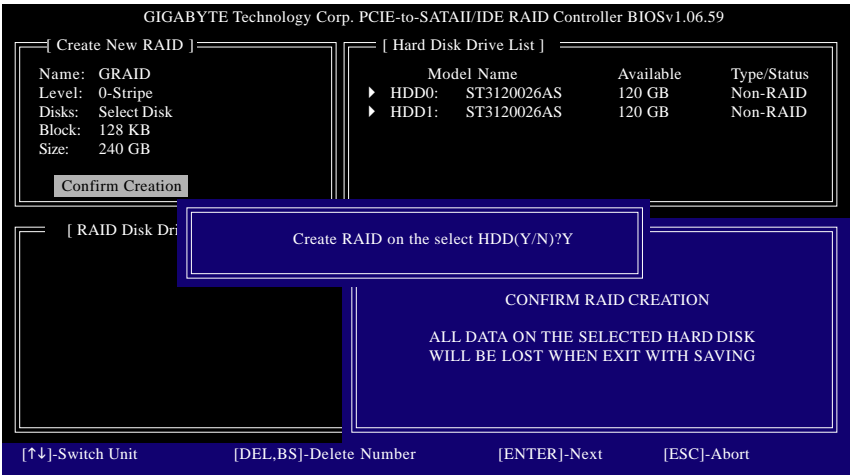 GIGABYTE Technology Corp. PCIE-to-SATAII/IDE RAID Controller BIOSv1.06.59
[ Create New RAID ]
Name: GRAID
Level: 0-Stripe
Disks: Select Disk
Block: 128 KB
Size: 240 GB
Confirm Creation
[ Hard Disk Drive List ]
Model Name Available Type/Status
HDD0: ST3120026AS 120 GB Non-RAID
HDD1: ST3120026AS 120 GB Non-RAID
[ RAID Disk Dri
Create RAID on the select HDD(Y/N)?Y
CONFIRM RAID CREATION
ALL DATA ON THE SELECTED HARD DISK
WILL BE LOST WHEN EXIT WITH SAVING
[↑↓]-Switch Unit [DEL,BS]-Delete Number [ENTER]-Next [ESC]-Abort